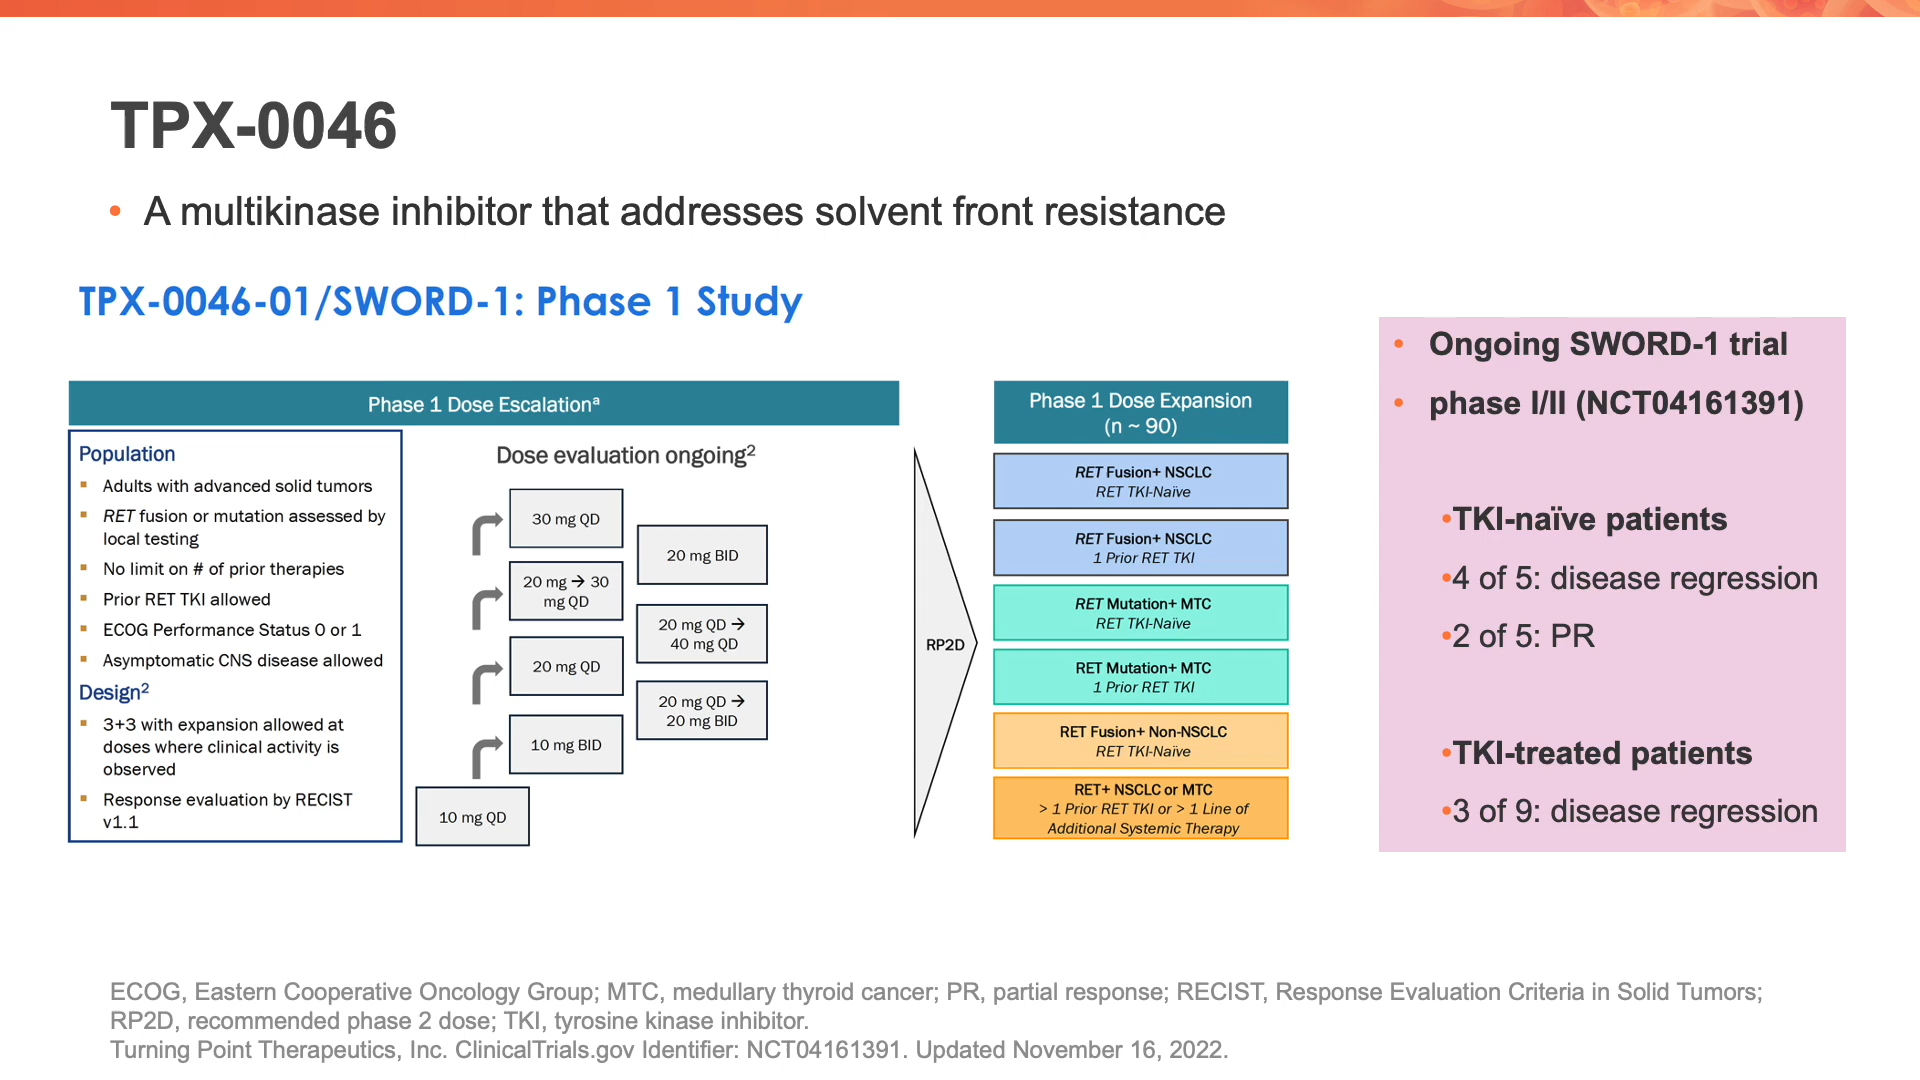 TPX-0046
• A multikinase inhibitor that addresses solvent front resistance
TPX-0046-01/SWORD-1: Phase 1 Study
Phase 1 Dose Escalationª
Population
▪ Adults with advanced solid tumors
▪ RET fusion or mutation assessed by
local testing
▪ No limit on # of prior therapies
▪ Prior RET TKI allowed
▪ ECOG Performance Status 0 or 1
▪ Asymptomatic CNS disease allowed
Design²
▪ 3+3 with expansion allowed at
doses where clinical activity is
observed
▪ Response evaluation by RECIST
v1.1
Dose evaluation ongoing²
30 mg QD
20 mg → 30
mg QD
20 mg QD
10 mg BID
10 mg QD
20 mg BID
20 mg QD →
40 mg QD
20 mg QD →
20 mg BID
RP2D
Phase 1 Dose Expansion
(n ~ 90)
RET Fusion+ NSCLC
RET TKI-Naïve
RET Fusion+ NSCLC
1 Prior RET TKI
RET Mutation+ MTC
RET TKI-Naïve
RET Mutation+ MTC
1 Prior RET TKI
RET Fusion+ Non-NSCLC
RET TKI-Naïve
RET+ NSCLC or MTC
> 1 Prior RET TKI or > 1 Line of
Additional Systemic Therapy
• Ongoing SWORD-1 trial
• phase I/II (NCT04161391)
•TKI-naïve patients
•4 of 5: disease regression
•2 of 5: PR
•TKI-treated patients
•3 of 9: disease regression
ECOG, Eastern Cooperative Oncology Group; MTC, medullary thyroid cancer; PR, partial response; RECIST, Response Evaluation Criteria in Solid Tumors;
RP2D, recommended phase 2 dose; TKI, tyrosine kinase inhibitor.
Turning Point Therapeutics, Inc. ClinicalTrials.gov Identifier: NCT04161391. Updated November 16, 2022.